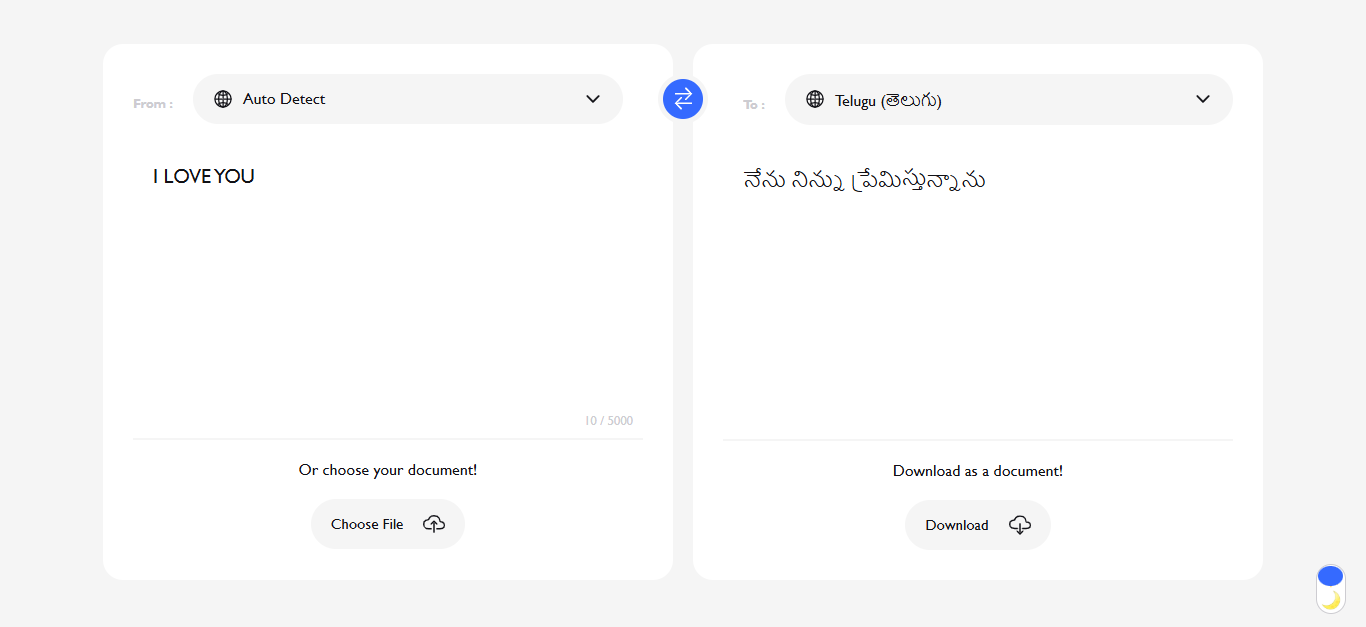 From :
Auto Detect
To :
Telugu (తెలుగు)
I LOVE YOU
నేను నిన్ను ప్రేమిస్తున్నాను
10 / 5000
Or choose your document!
Choose File
Download as a document!
Download